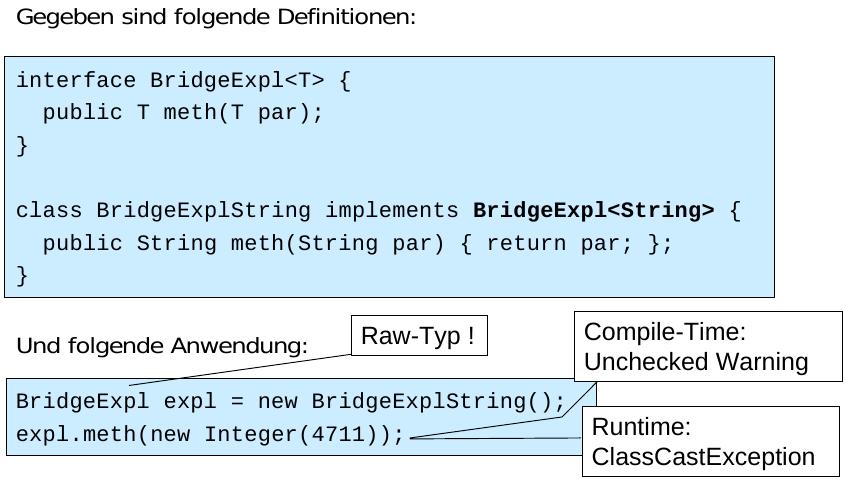 Gegeben sind folgende Definitionen:
interface BridgeExpl<T> {
  public T meth(T par);
}
class BridgeExplString implements BridgeExpl<String> {
  public String meth(String par) { return par; };
}
Und folgende Anwendung:
Raw-Typ !
Compile-Time:
Unchecked Warning
BridgeExpl expl = new BridgeExplString();
expl.meth(new Integer(4711));
Runtime:
ClassCastException